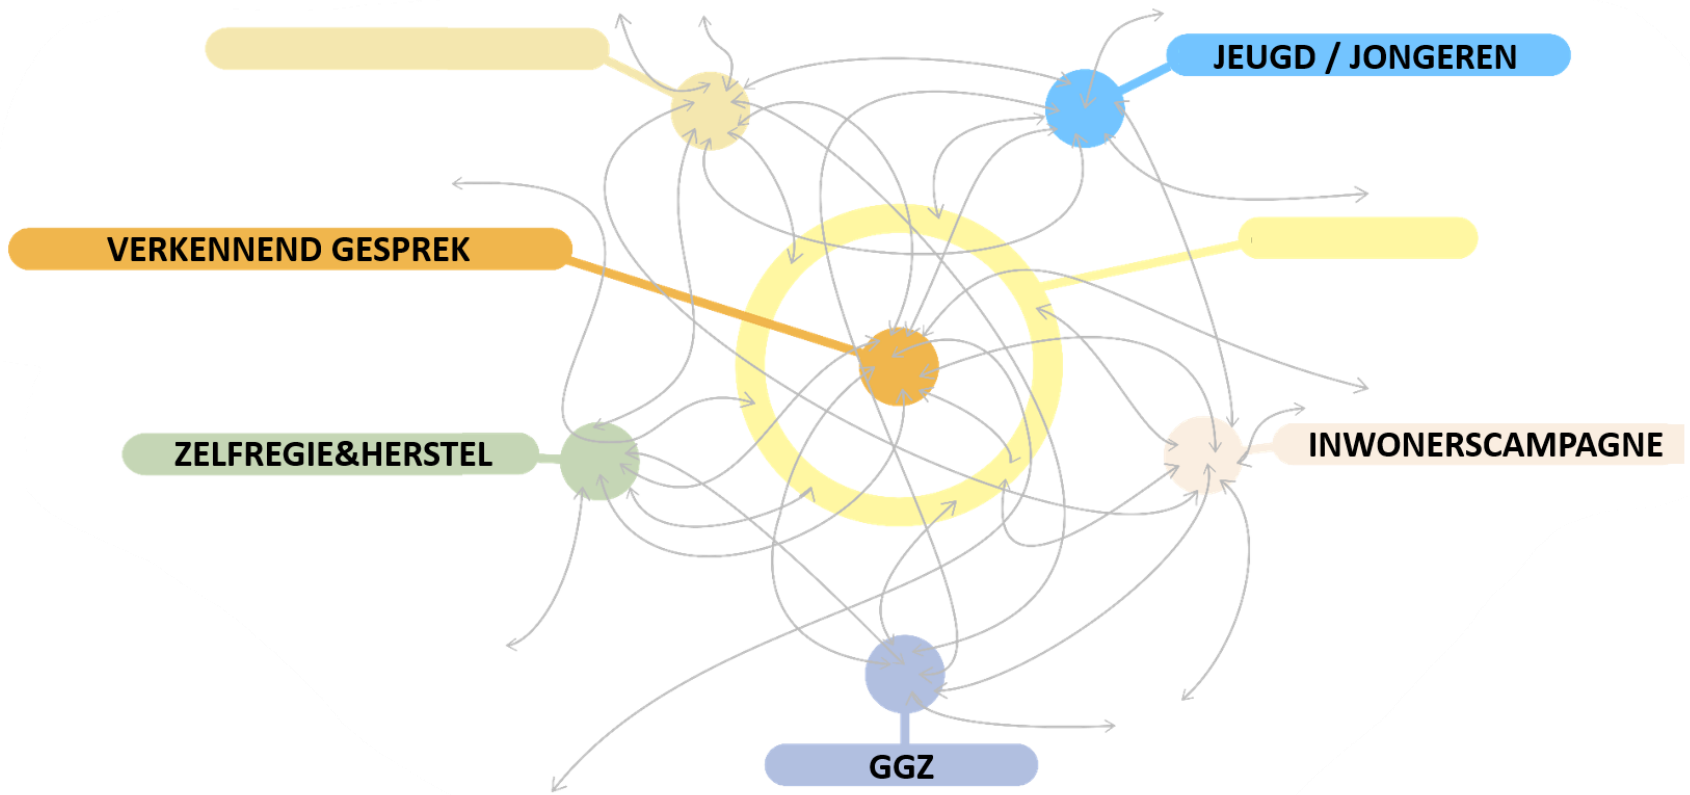 JEUGD / JONGEREN
VERKENNEND GESPREK
ZELFREGIE&HERSTEL
INWONERSCAMPAGNE
GGZ